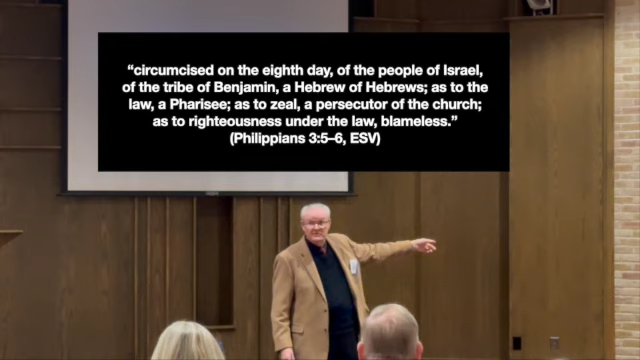 “circumcised on the eighth day, of the people of Israel,
of the tribe of Benjamin, a Hebrew of Hebrews; as to the
law, a Pharisee; as to zeal, a persecutor of the church;
as to righteousness under the law, blameless.”
(Philippians 3:5–6, ESV)